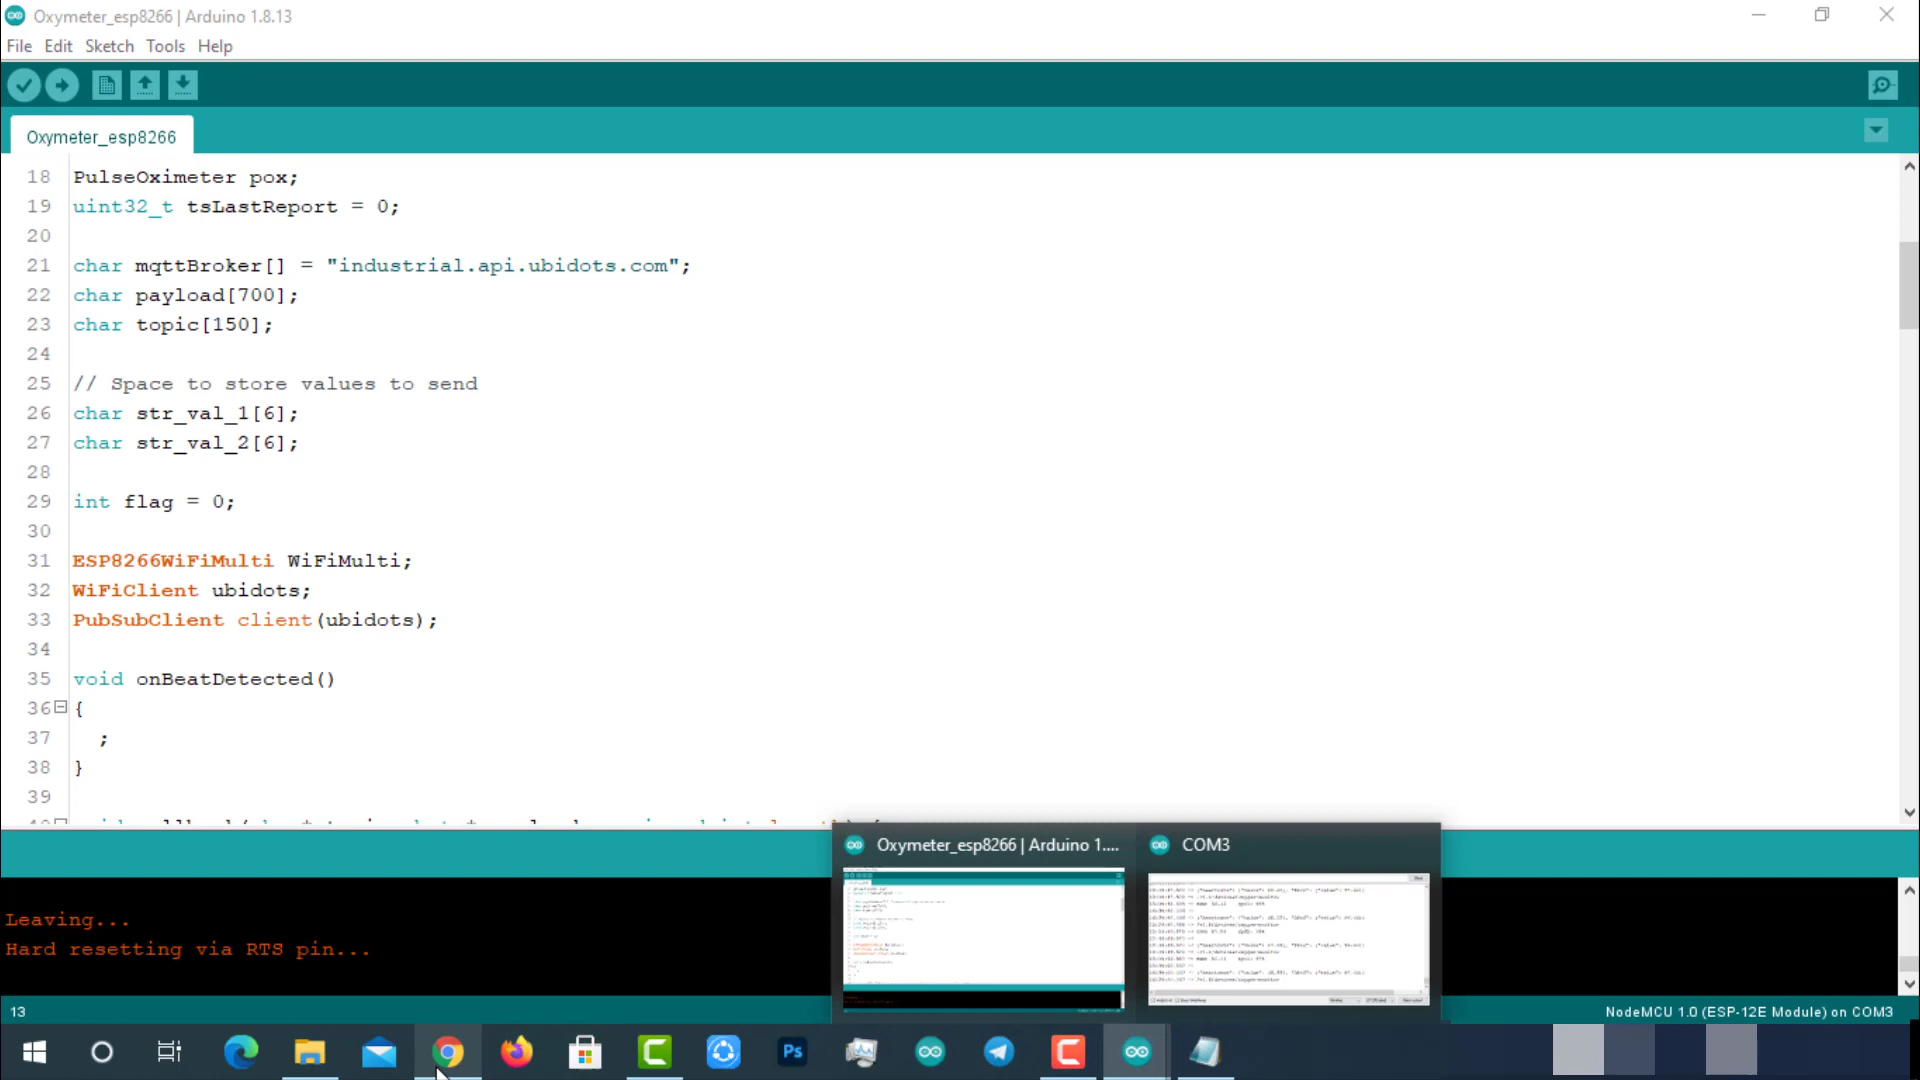 Oxymeter_esp8266 | Arduino 1.8.13
File Edit Sketch Tools Help
Oxymeter_esp8266
18 PulseOximeter pox;
19 uint32_t tsLastReport = 0;
20
21 char mqttBroker[] = "industrial.api.ubidots.com";
22 char payload[700];
23 char topic[150];
24
25 // Space to store values to send
26 char str_val_1[6];
27 char str_val_2[6];
28
29 int flag = 0;
30
31 ESP8266WiFiMulti WiFiMulti;
32 WiFiClient ubidots;
33 PubSubClient client(ubidots);
34
35 void onBeatDetected()
36 {
37 ;
38 }
39
Oxymeter_esp8266 | Arduino 1.... COM3
Leaving...
Hard resetting via RTS pin...
13 NodeMCU 1.0 (ESP-12E Module) on COM3
Ps